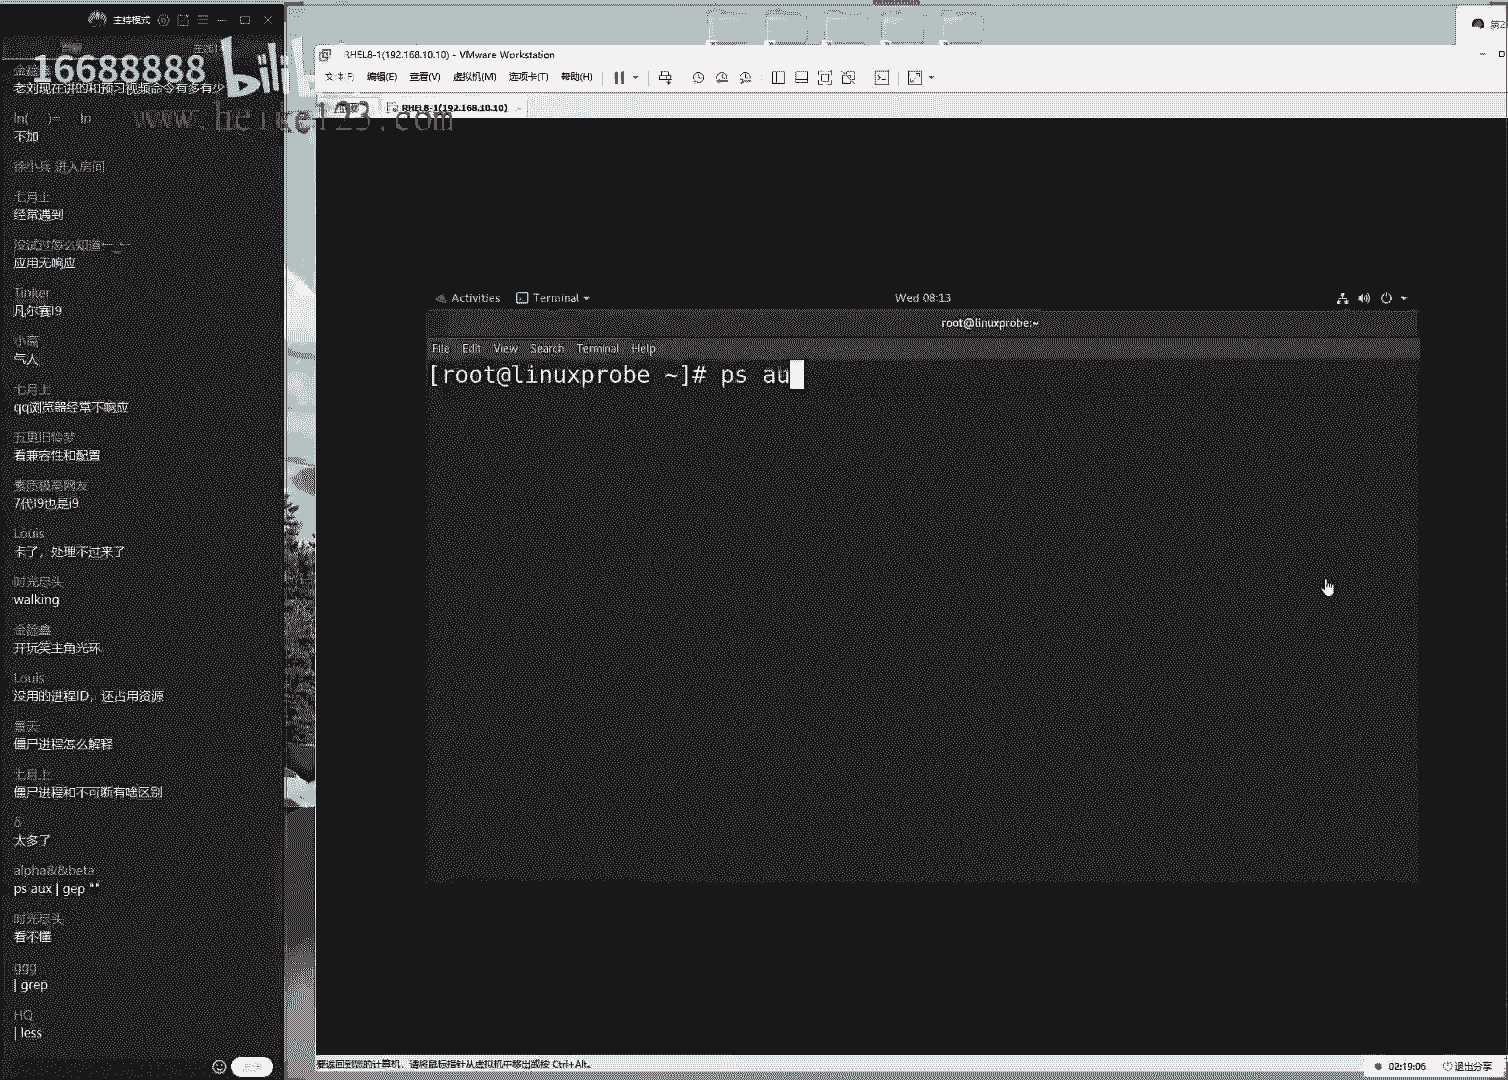 主持模式
16688888
bili
老刘现在讲的和预习视频命令有多有少
www.heike123.com
ln( )= ln
不加
徐小兵 进入房间
七月上
经常遇到
没试过怎么知道←_←
应用无响应
Tinker
凡尔赛I9
小高
气人
七月上
qq浏览器经常不响应
五更旧倏梦
看兼容性和配置
素质极高网友
7代I9也是i9
Louis
卡了，处理不过来了
时光尽头
walking
开玩笑主角光环
Louis
没用的进程ID，还占用资源
僵尸进程怎么解释
七月上
僵尸进程和不可断有啥区别
太多了
alpha&&beta
ps aux | gep ""
时光尽头
看不懂
ggg
| grep
HQ
| less
RHEL8-1(192.168.10.10) - VMware Workstation
文件(F) 编辑(E) 查看(V) 虚拟机(M) 选项卡(T) 帮助(H)
RHEL8-1(192.168.10.10)
Activities Terminal Wed 08:13
root@linuxprobe:~
File Edit View Search Terminal Help
[root@linuxprobe ~]# ps au
要返回到您的计算机，请将鼠标指针从虚拟机中移出或按 Ctrl+Alt。
02:19:06 退出分享